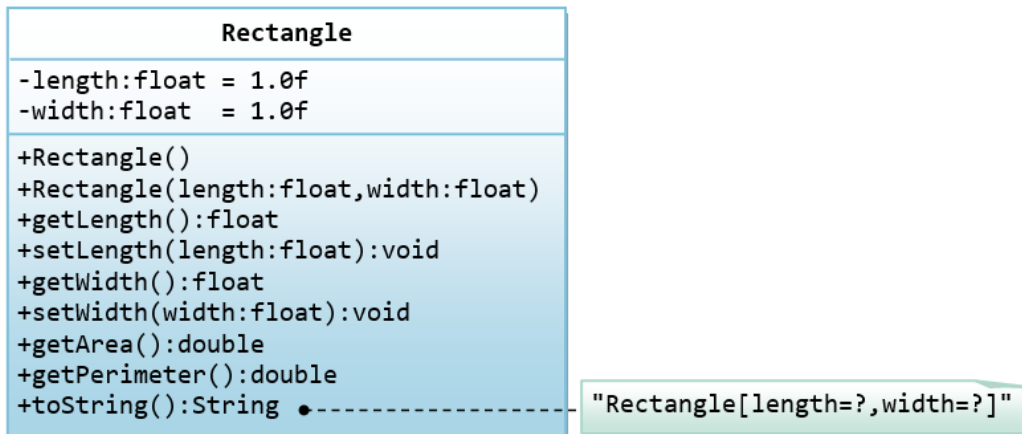 Rectangle
-length:float = 1.0f
-width:float  = 1.0f
+Rectangle()
+Rectangle(length:float,width:float)
+getLength():float
+setLength(length:float):void
+getWidth():float
+setWidth(width:float):void
+getArea():double
+getPerimeter():double
+toString():String
"Rectangle[length=?,width=?]"